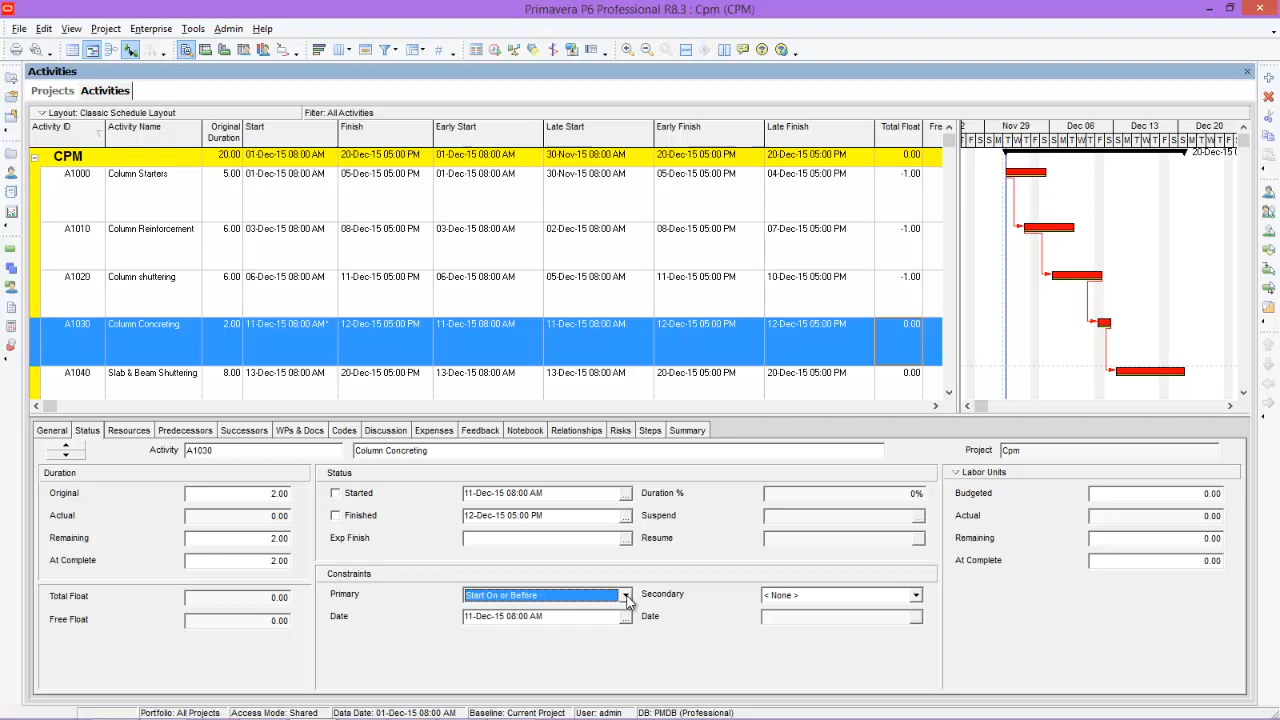 Primavera P6 Professional R8.3 : Cpm (CPM)
File Edit View Project Enterprise Tools Admin Help
Activities
Projects Activities
Layout: Classic Schedule Layout Filter: All Activities
Activity ID Activity Name Original Duration Start Finish Early Start Late Start Early Finish Late Finish Total Float Fre
2 Nov 29 Dec 06 Dec 13 Dec 20
F S S M T W T F S S M T W T F S S M T W T F S S M T W T F S
CPM 20.00 01-Dec-15 08:00 AM 20-Dec-15 05:00 PM 01-Dec-15 08:00 AM 30-Nov-15 08:00 AM 20-Dec-15 05:00 PM 20-Dec-15 05:00 PM 0.00
20-Dec-15 0
A1000 Column Starters 5.00 01-Dec-15 08:00 AM 05-Dec-15 05:00 PM 01-Dec-15 08:00 AM 30-Nov-15 08:00 AM 05-Dec-15 05:00 PM 04-Dec-15 05:00 PM -1.00
A1010 Column Reinforcement 6.00 03-Dec-15 08:00 AM 08-Dec-15 05:00 PM 03-Dec-15 08:00 AM 02-Dec-15 08:00 AM 08-Dec-15 05:00 PM 07-Dec-15 05:00 PM -1.00
A1020 Column shuttering 6.00 06-Dec-15 08:00 AM 11-Dec-15 05:00 PM 06-Dec-15 08:00 AM 05-Dec-15 08:00 AM 11-Dec-15 05:00 PM 10-Dec-15 05:00 PM -1.00
A1030 Column Concreting 2.00 11-Dec-15 08:00 AM* 12-Dec-15 05:00 PM 11-Dec-15 08:00 AM 11-Dec-15 08:00 AM 12-Dec-15 05:00 PM 12-Dec-15 05:00 PM 0.00
A1040 Slab & Beam Shuttering 8.00 13-Dec-15 08:00 AM 20-Dec-15 05:00 PM 13-Dec-15 08:00 AM 13-Dec-15 08:00 AM 20-Dec-15 05:00 PM 20-Dec-15 05:00 PM 0.00
General Status Resources Predecessors Successors WPs & Docs Codes Discussion Expenses Feedback Notebook Relationships Risks Steps Summary
Activity A1030 Column Concreting Project Cpm
Duration Status Labor Units
Original 2.00 Started 11-Dec-15 08:00 AM ... Duration % 0% Budgeted 0.00
Actual 0.00 Finished 12-Dec-15 05:00 PM ... Suspend ... Actual 0.00
Remaining 2.00 Exp Finish ... Resume ... Remaining 0.00
At Complete 2.00 At Complete 0.00
Constraints
Total Float 0.00 Primary Start On or Before Secondary < None >
Free Float 0.00 Date 11-Dec-15 08:00 AM ... Date ...
Portfolio: All Projects Access Mode: Shared Data Date: 01-Dec-15 08:00 AM Baseline: Current Project User: admin DB: PMDB (Professional)